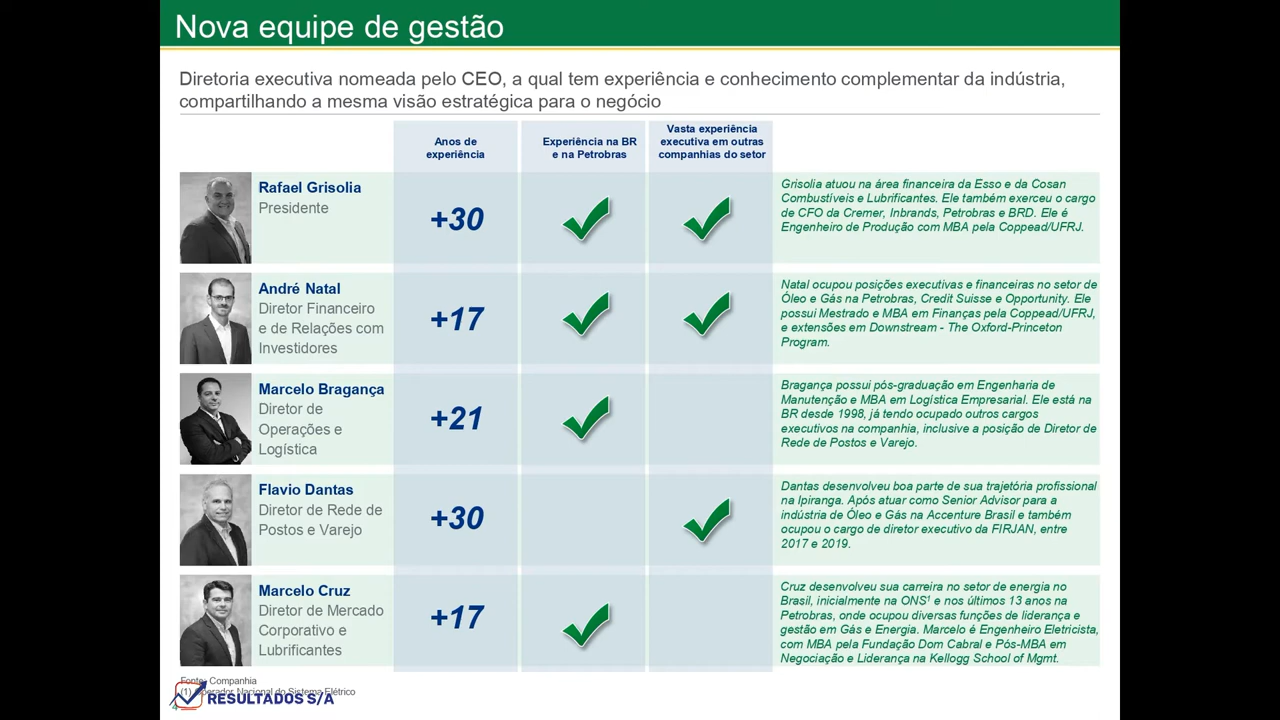 Nova equipe de gestão
Diretoria executiva nomeada pelo CEO, a qual tem experiência e conhecimento complementar da indústria,
compartilhando a mesma visão estratégica para o negócio
Anos de
experiência
Experiência na BR
e na Petrobras
Vasta experiência
executiva em outras
companhias do setor
Rafael Grisolia
Presidente
+30
Grisolia atuou na área financeira da Esso e da Cosan
Combustíveis e Lubrificantes. Ele também exerceu o cargo
de CFO da Cremer, Inbrands, Petrobras e BRD. Ele é
Engenheiro de Produção com MBA pela Coppead/UFRJ.
André Natal
Diretor Financeiro
e de Relações com
Investidores
+17
Natal ocupou posições executivas e financeiras no setor de
Óleo e Gás na Petrobras, Credit Suisse e Opportunity. Ele
possui Mestrado e MBA em Finanças pela Coppead/UFRJ,
e extensões em Downstream - The Oxford-Princeton
Program.
Marcelo Bragança
Diretor de
Operações e
Logística
+21
Bragança possui pós-graduação em Engenharia de
Manutenção e MBA em Logística Empresarial. Ele está na
BR desde 1998, já tendo ocupado outros cargos
executivos na companhia, inclusive a posição de Diretor de
Rede de Postos e Varejo.
Flavio Dantas
Diretor de Rede de
Postos e Varejo
+30
Dantas desenvolveu boa parte de sua trajetória profissional
na Ipiranga. Após atuar como Senior Advisor para a
indústria de Óleo e Gás na Accenture Brasil e também
ocupou o cargo de diretor executivo da FIRJAN, entre
2017 e 2019.
Marcelo Cruz
Diretor de Mercado
Corporativo e
Lubrificantes
+17
Cruz desenvolveu sua carreira no setor de energia no
Brasil, inicialmente na ONS¹ e nos últimos 13 anos na
Petrobras, onde ocupou diversas funções de liderança e
gestão em Gás e Energia. Marcelo é Engenheiro Eletricista,
com MBA pela Fundação Dom Cabral e Pós-MBA em
Negociação e Liderança na Kellogg School of Mgmt.
Fonte: Companhia
(1) Operador Nacional do Sistema Elétrico
4
RESULTADOS S/A